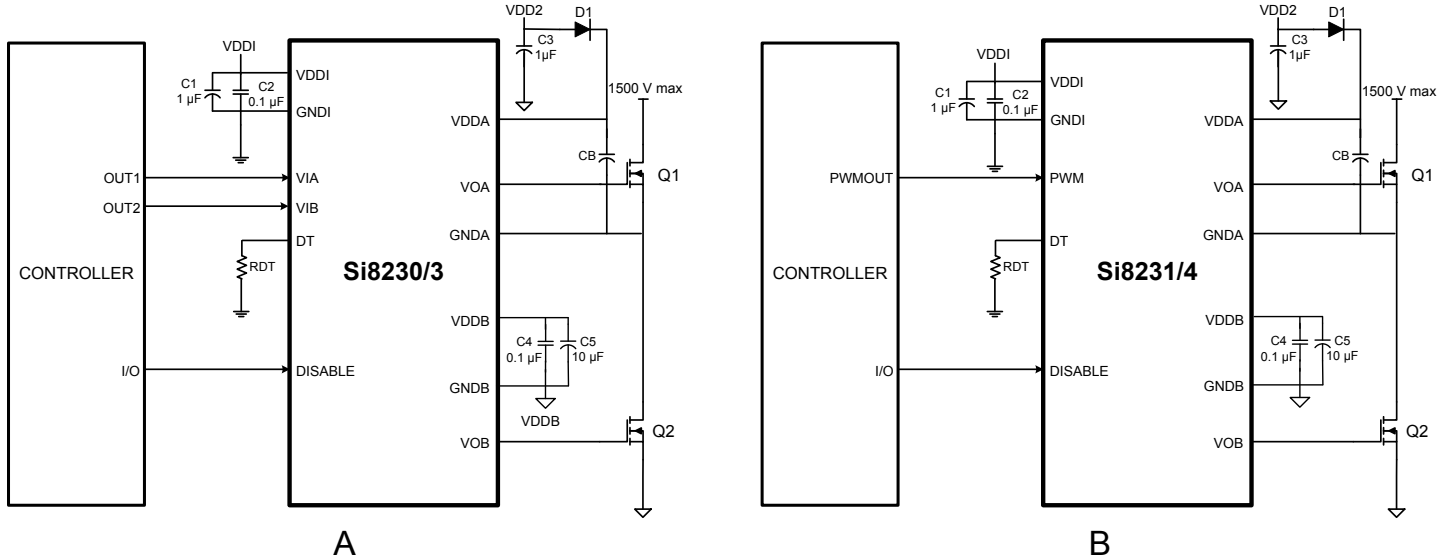 VDD2
D1
C3
1µF
VDDI
C1
1 µF
C2
0.1 µF
VDDI
GNDI
1500 V max
VDDA
CB
Q1
OUT1
VIA
VOA
OUT2
VIB
GNDA
DT
RDT
CONTROLLER
Si8230/3
VDDB
C4
0.1 µF
C5
10 µF
I/O
DISABLE
GNDB
VDDB
VOB
Q2
A
VDD2
D1
C3
1µF
VDDI
C1
1 µF
C2
0.1 µF
VDDI
GNDI
1500 V max
VDDA
CB
Q1
PWMOUT
PWM
VOA
GNDA
DT
RDT
CONTROLLER
Si8231/4
VDDB
C4
0.1 µF
C5
10 µF
I/O
DISABLE
GNDB
VOB
Q2
B